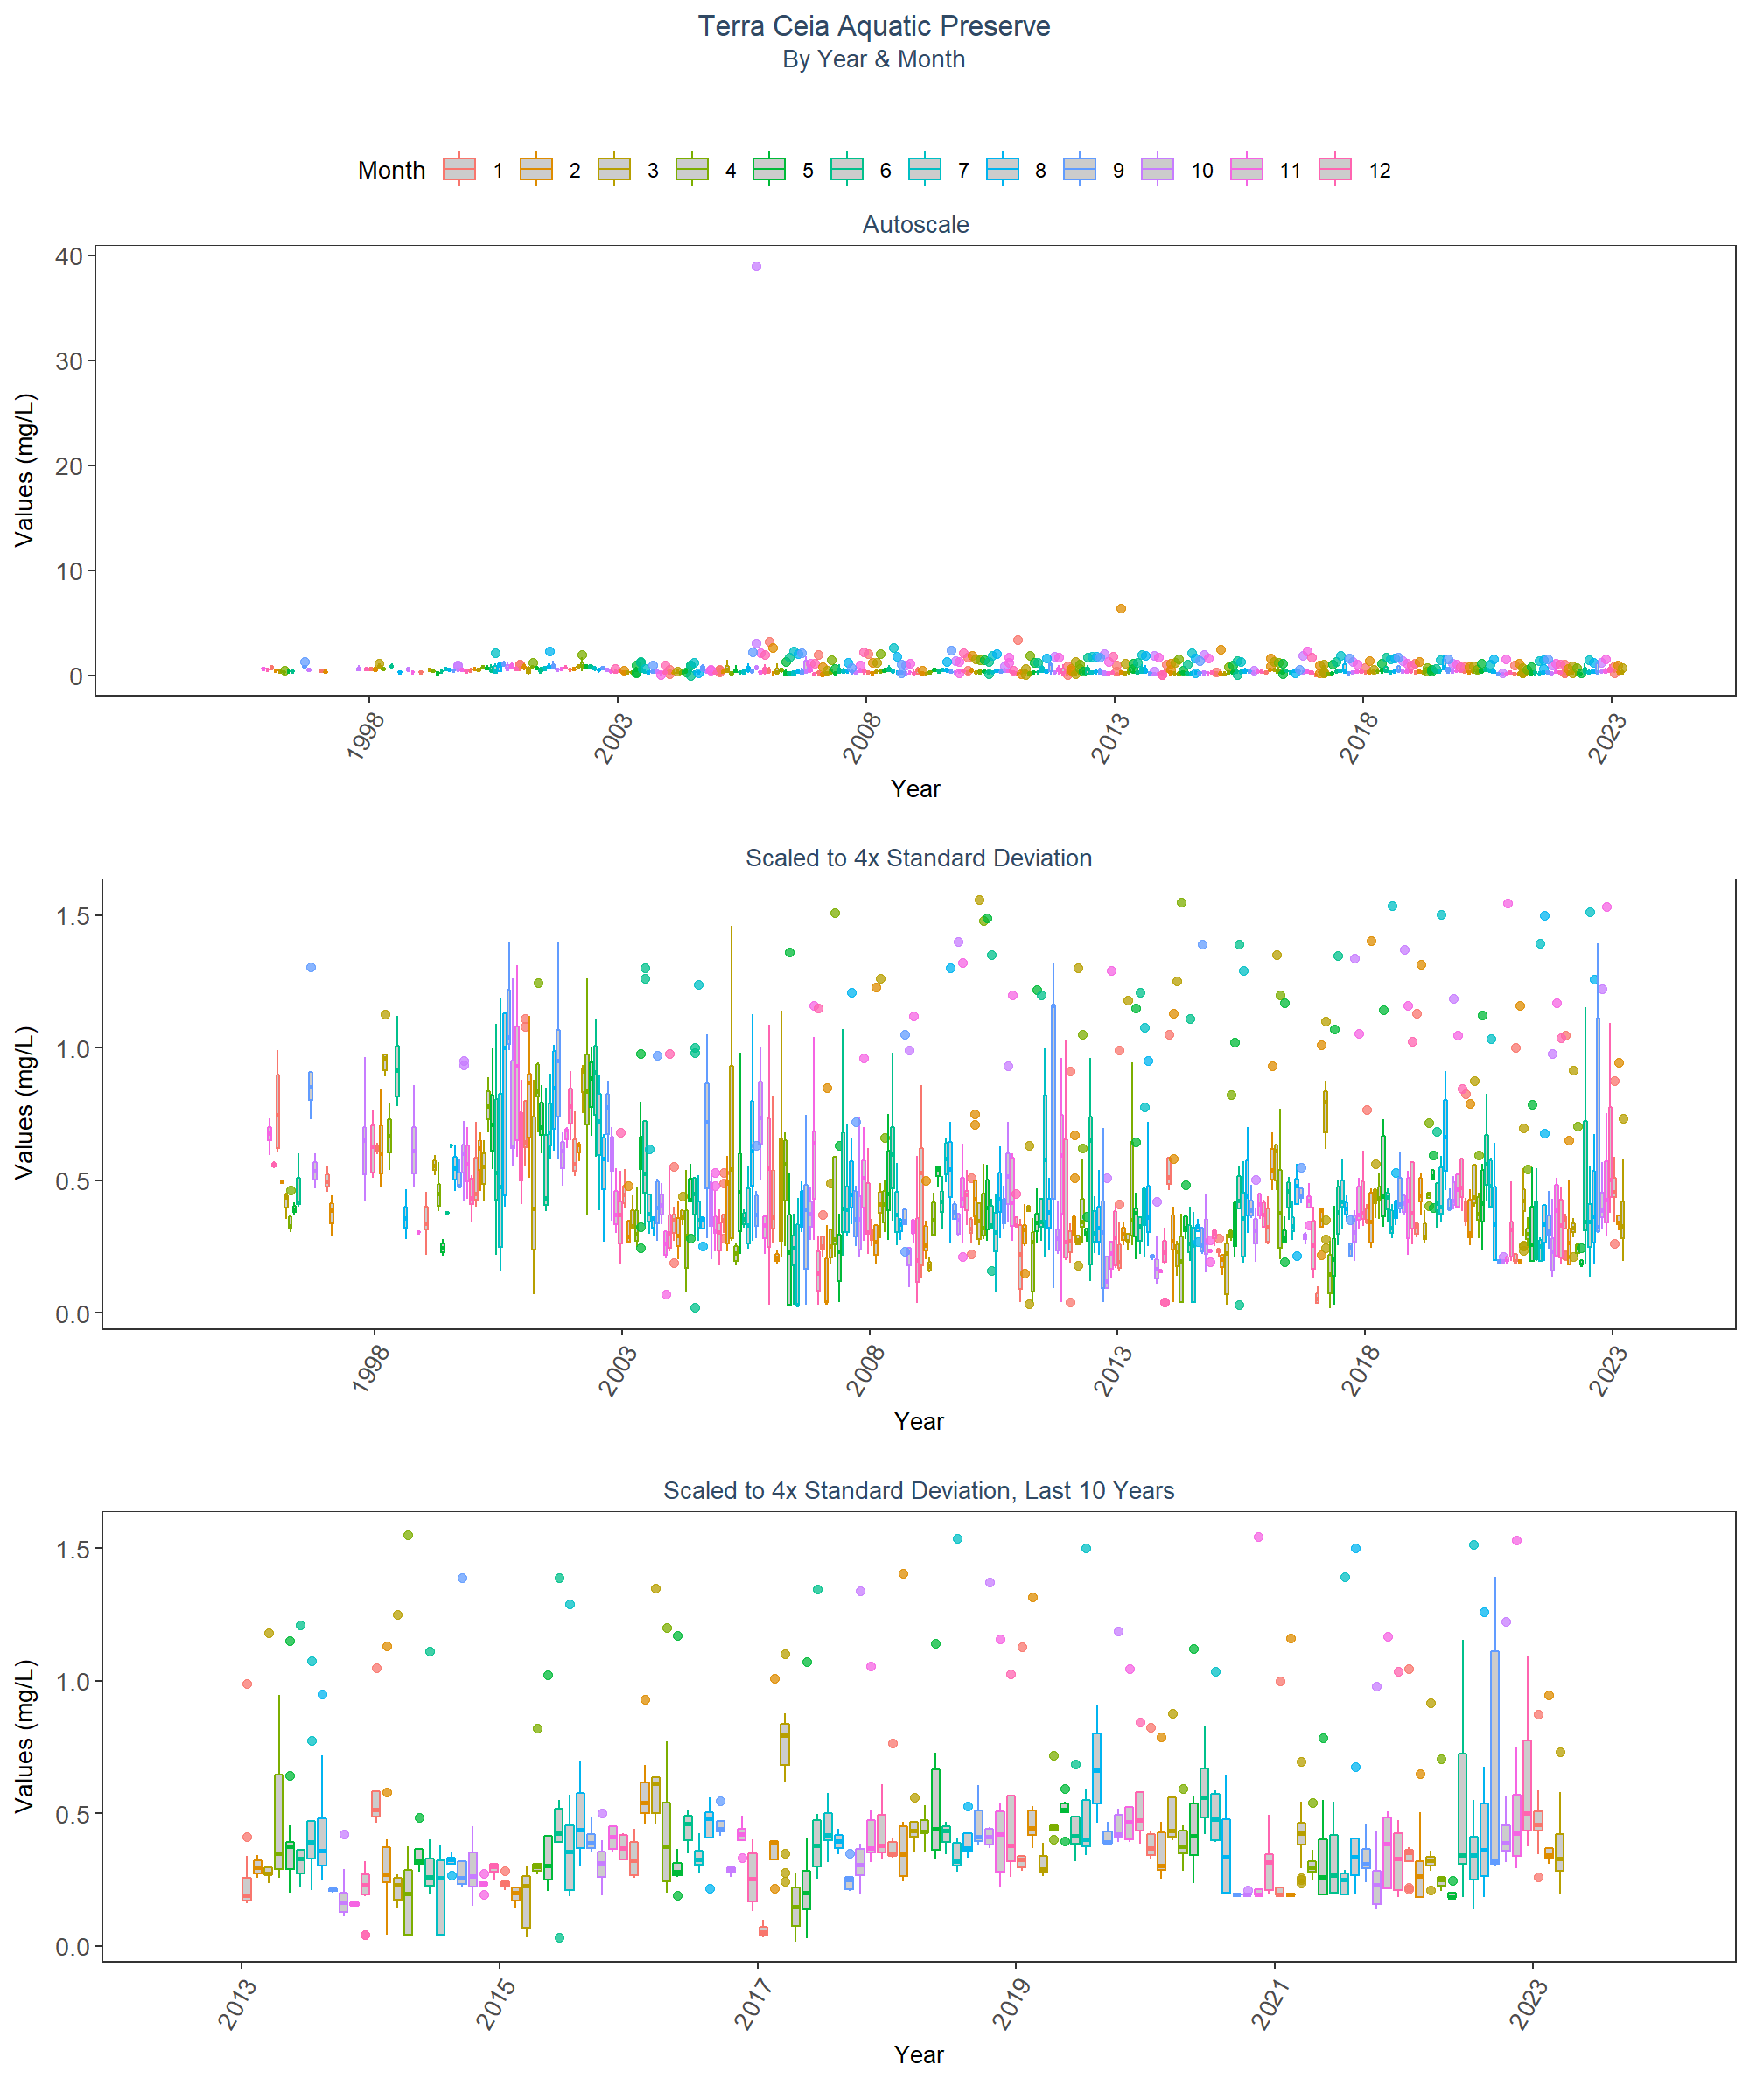 Terra Ceia Aquatic Preserve
By Year & Month
Month 1 2 3 4 5 6 7 8 9 10 11 12
Autoscale
Values (mg/L)
40
30
20
10
0
1998 2003 2008 2013 2018 2023
Year
Scaled to 4x Standard Deviation
Values (mg/L)
1.5
1.0
0.5
0.0
1998 2003 2008 2013 2018 2023
Year
Scaled to 4x Standard Deviation, Last 10 Years
Values (mg/L)
1.5
1.0
0.5
0.0
2013 2015 2017 2019 2021 2023
Year